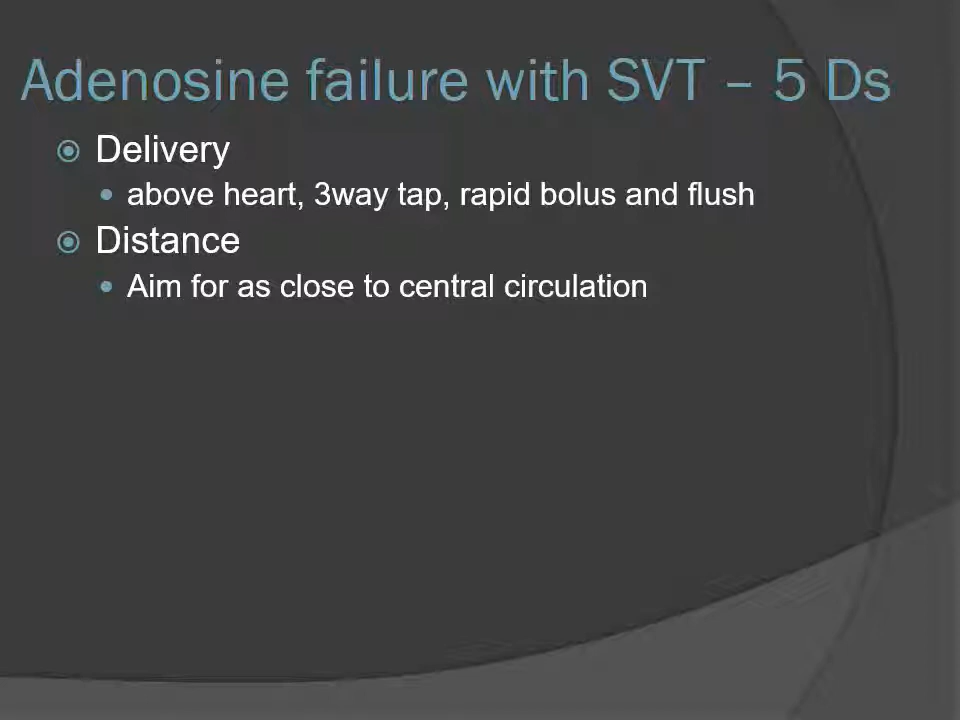 Adenosine failure with SVT – 5 Ds
Delivery
above heart, 3way tap, rapid bolus and flush
Distance
Aim for as close to central circulation